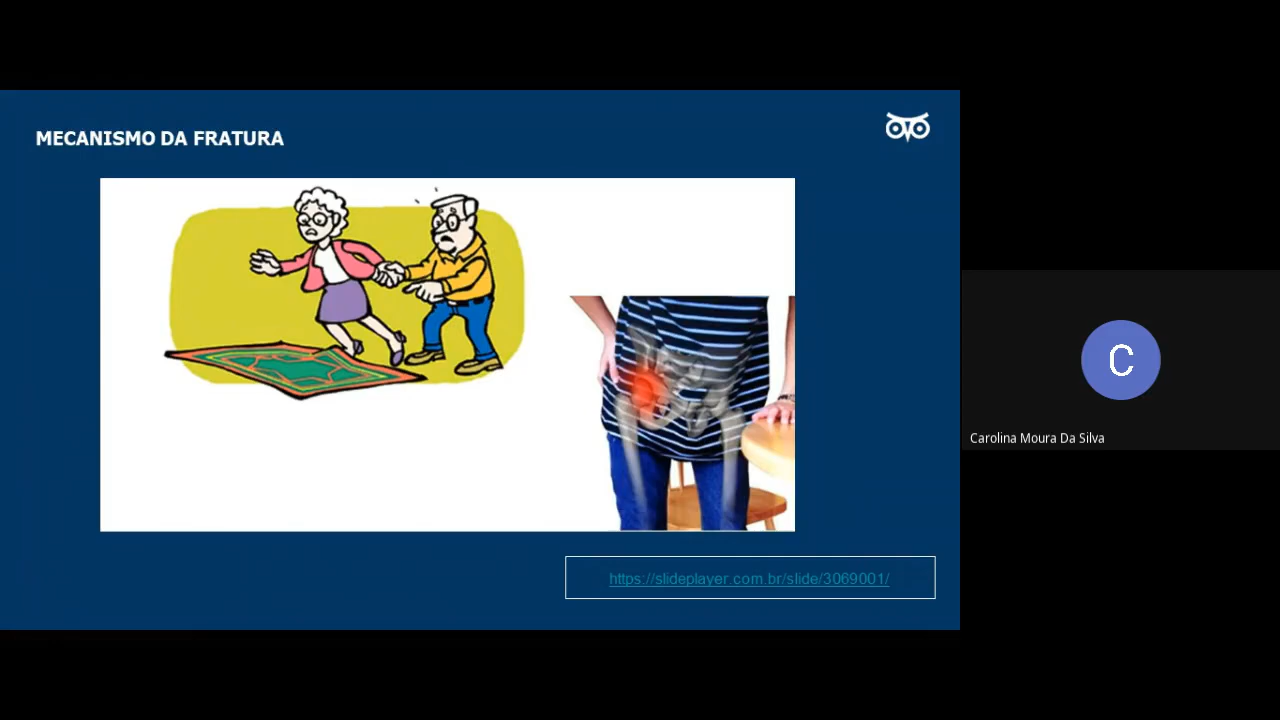 MECANISMO DA FRATURA
https://slideplayer.com.br/slide/3069001/
C
Carolina Moura Da Silva